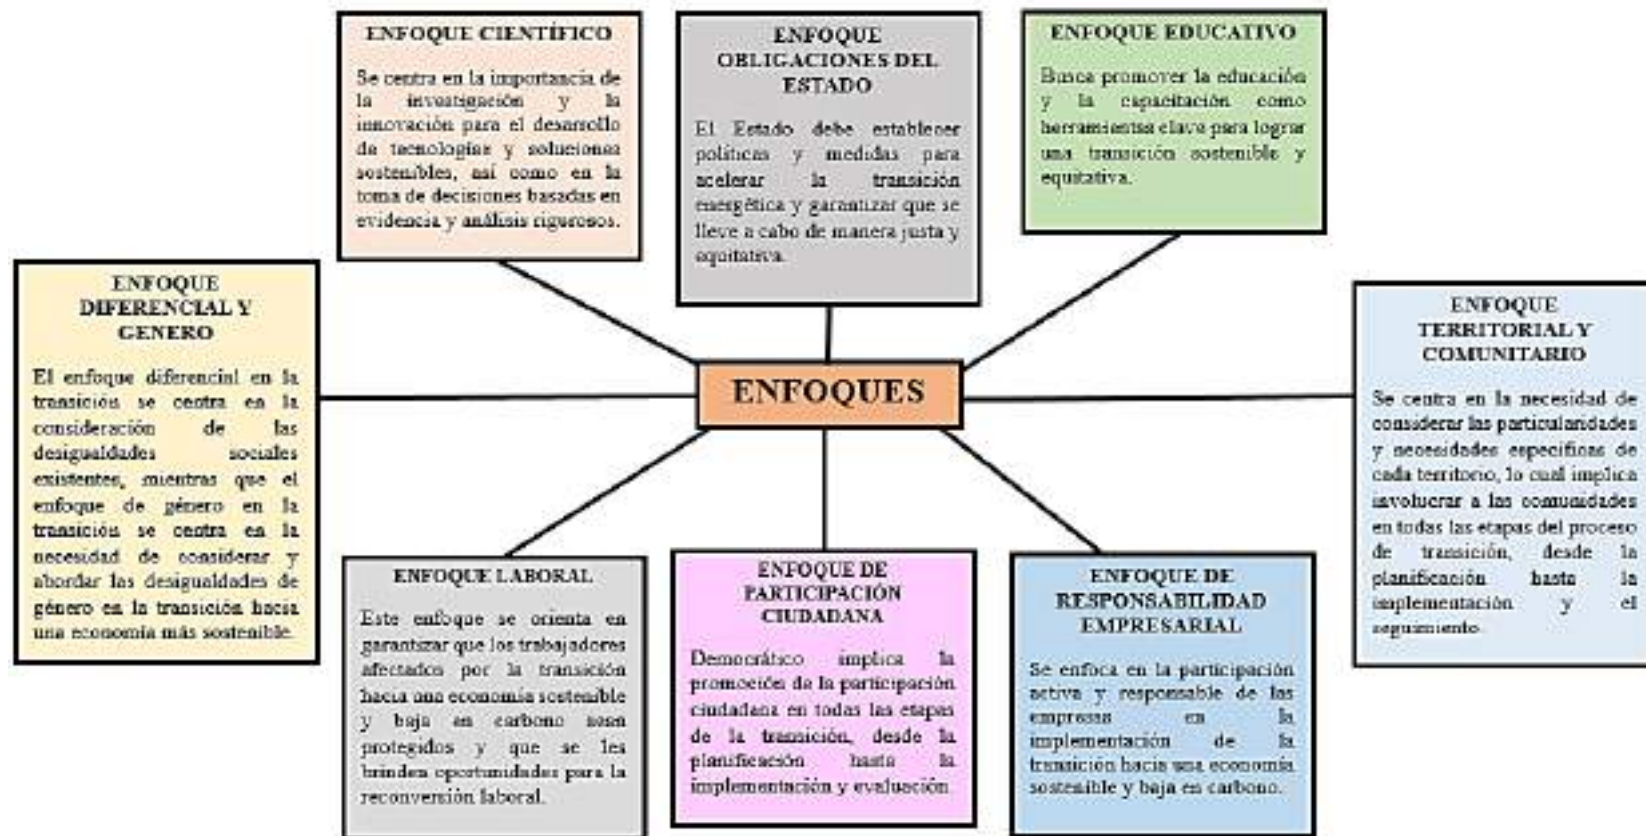 ENFOQUE CIENTÍFICO
Se centra en la importancia de
la investigación y la
innovación para el desarrollo
de tecnologías y soluciones
sostenibles, así como en la
toma de decisiones basadas en
evidencia y análisis rigurosos.
ENFOQUE
OBLIGACIONES DEL
ESTADO
El Estado debe establecer
políticas y medidas para
acelerar la transición
energética y garantizar que se
lleve a cabo de manera justa y
equitativa.
ENFOQUE EDUCATIVO
Busca promover la educación
y la capacitación como
herramientas clave para lograr
una transición sostenible y
equitativa.
ENFOQUE
DIFERENCIAL Y
GENERO
El enfoque diferencial en la
transición se centra en la
consideración de las
desigualdades sociales
existentes, mientras que el
enfoque de género en la
transición se centra en la
necesidad de considerar y
abordar las desigualdades de
género en la transición hacia
una economía más sostenible.
ENFOQUES
ENFOQUE
TERRITORIAL Y
COMUNITARIO
Se centra en la necesidad de
considerar las particularidades
y necesidades específicas de
cada territorio, lo cual implica
involucrar a las comunidades
en todas las etapas del proceso
de transición, desde la
planificación hasta la
implementación y el
seguimiento.
ENFOQUE LABORAL
Este enfoque se orienta en
garantizar que los trabajadores
afectados por la transición
hacia una economía sostenible
y baja en carbono sean
protegidos y que se les
brinden oportunidades para la
reconversión laboral.
ENFOQUE DE
PARTICIPACIÓN
CIUDADANA
Democrático implica la
promoción de la participación
ciudadana en todas las etapas
de la transición, desde la
planificación hasta la
implementación y evaluación.
ENFOQUE DE
RESPONSABILIDAD
EMPRESARIAL
Se enfoca en la participación
activa y responsable de las
empresas en la
implementación de la
transición hacia una economía
sostenible y baja en carbono.